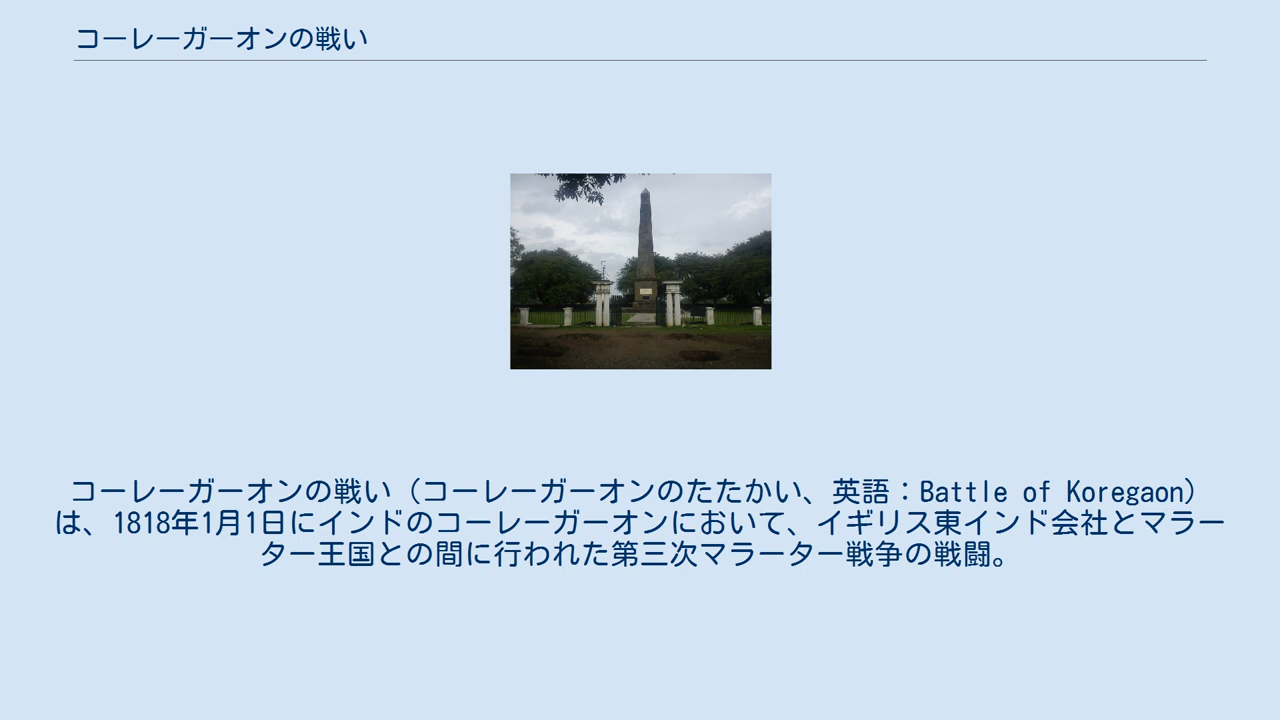 コーレーガーオンの戦い
コーレーガーオンの戦い（コーレーガーオンのたたかい、英語：Battle of Koregaon）
は、1818年1月1日にインドのコーレーガーオンにおいて、イギリス東インド会社とマラー
ター王国との間に行われた第三次マラーター戦争の戦闘。